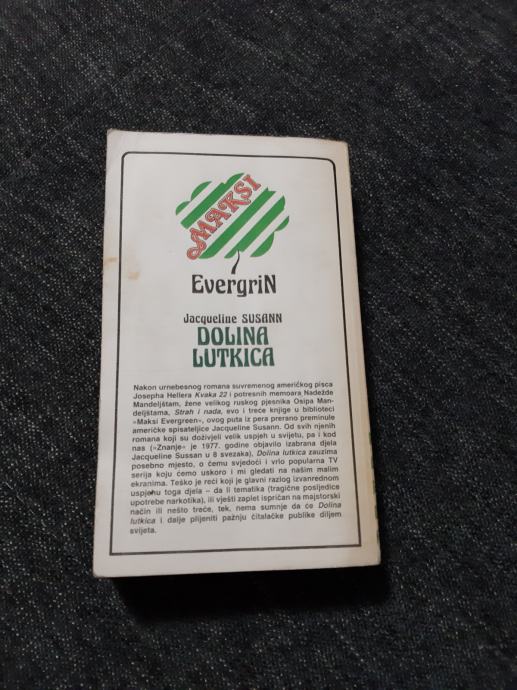 MAKSI
EvergriN
Jacqueline SUSANN
DOLINA
LUTKICA
Nakon urnebesnog romana suvremenog američkog pisca
Josepha Hellera Kvaka 22 i potresnih memoara Nadežde
Mandeljštam, žene velikog ruskog pjesnika Osipa Man-
deljštama, Strah i nada, evo i treće knjige u biblioteci
»Maksi Evergreen«, ovog puta iz pera prerano preminule
američke spisateljice Jacqueline Susann. Od svih njenih
romana koji su doživjeli velik uspjeh u svijetu, pa i kod
nas (»Znanje« je 1977. godine objavilo izabrana djela
Jacqueline Sussan u 8 svezaka), Dolina lutkica zauzima
posebno mjesto, o čemu svjedoči i vrlo popularna TV
serija koju ćemo uskoro i mi gledati na našim malim
ekranima. Teško je reći koji je glavni razlog izvanrednom
uspjehu toga djela – da li tematika (tragične posljedice
upotrebe narkotika), ili vješti zaplet ispričan na majstorski
način ili nešto treće, tek, nema sumnje da će Dolina
lutkica i dalje plijeniti pažnju čitalačke publike diljem
svijeta.